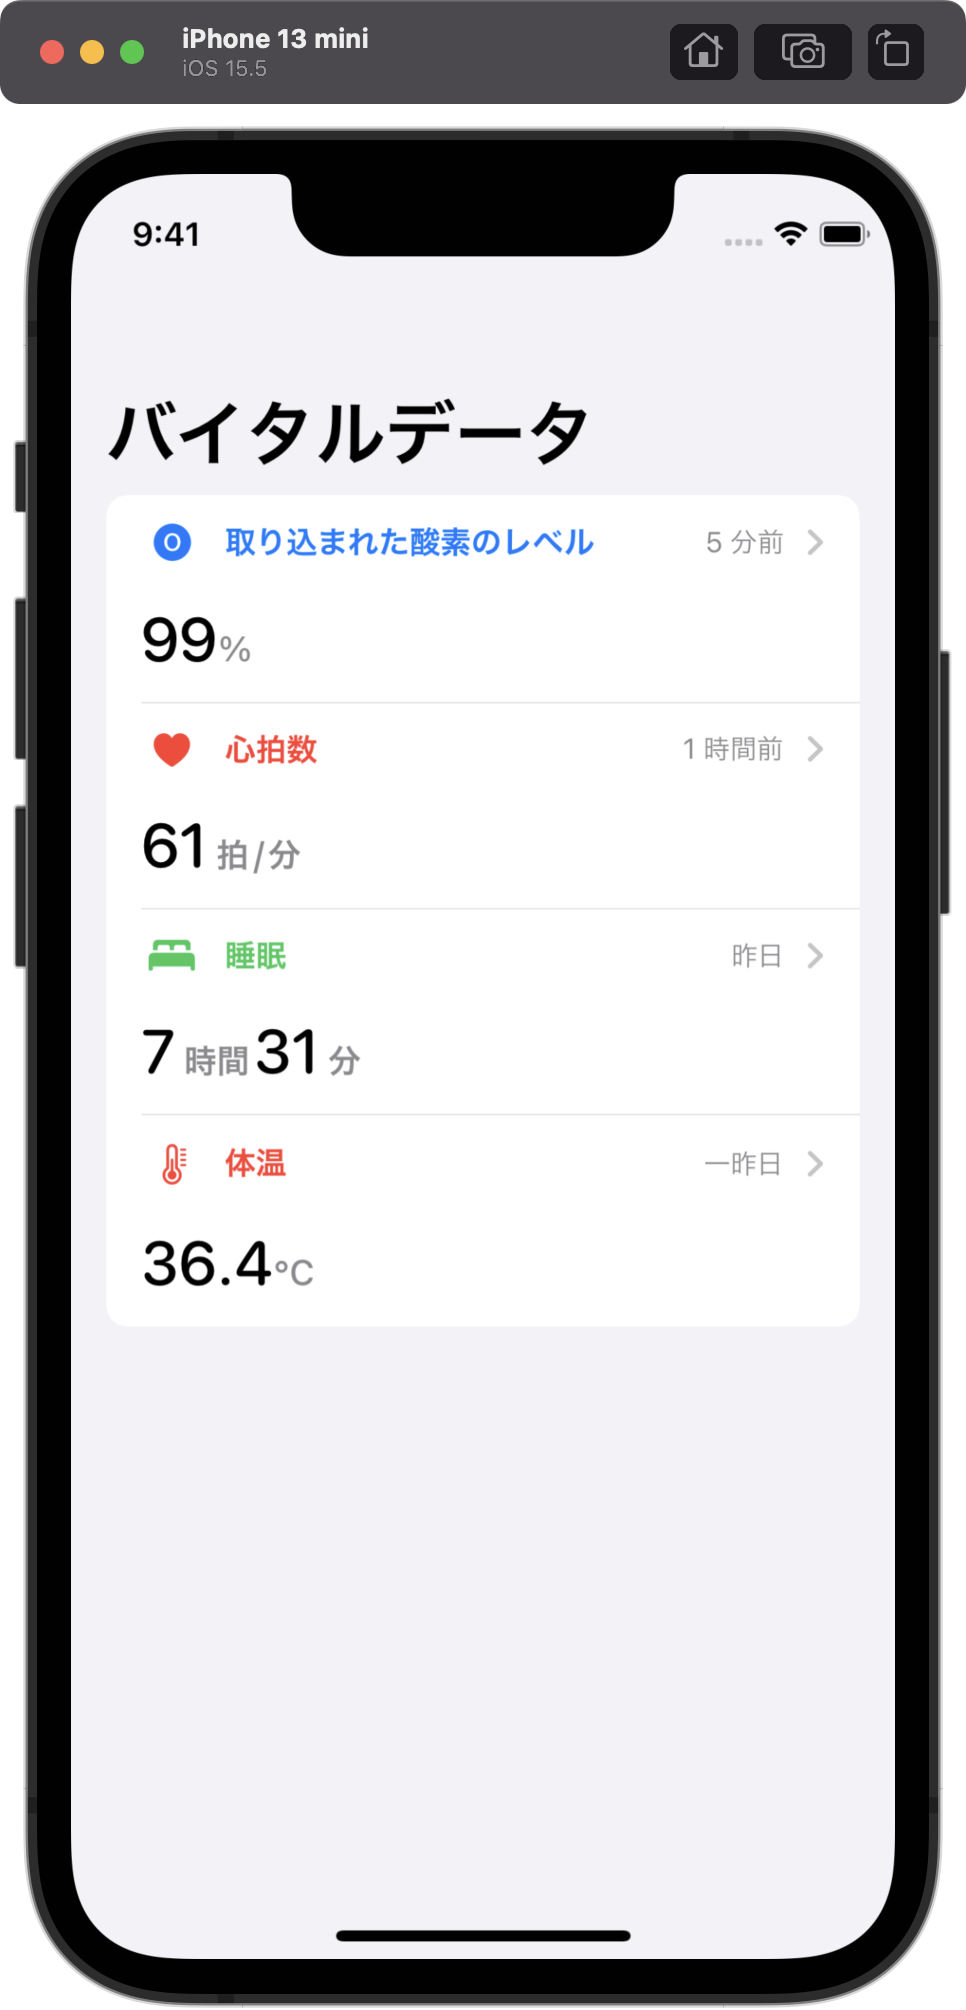 iPhone 13 mini
iOS 15.5
9:41
バイタルデータ
O 取り込まれた酸素のレベル 5 分前
99%
心拍数 1 時間前
61 拍/分
睡眠 昨日
7 時間 31 分
体温 一昨日
36.4°C